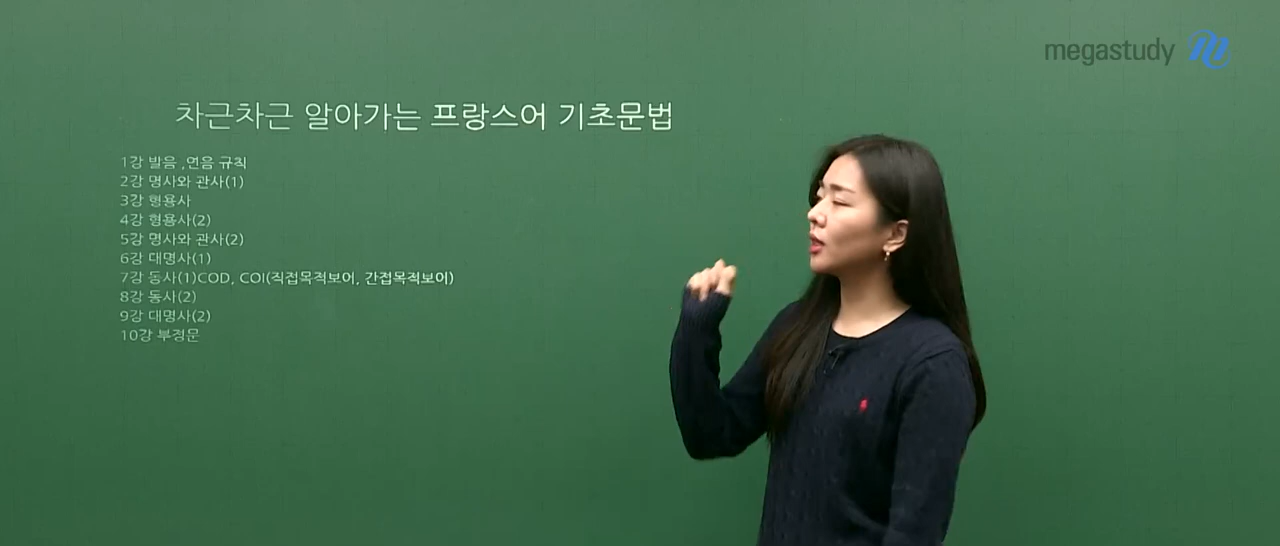 megastudy M
차근차근 알아가는 프랑스어 기초문법
1강 발음 ,연음 규칙
2강 명사와 관사(1)
3강 형용사
4강 형용사(2)
5강 명사와 관사(2)
6강 대명사(1)
7강 동사(1)COD, COI(직접목적보어, 간접목적보어)
8강 동사(2)
9강 대명사(2)
10강 부정문